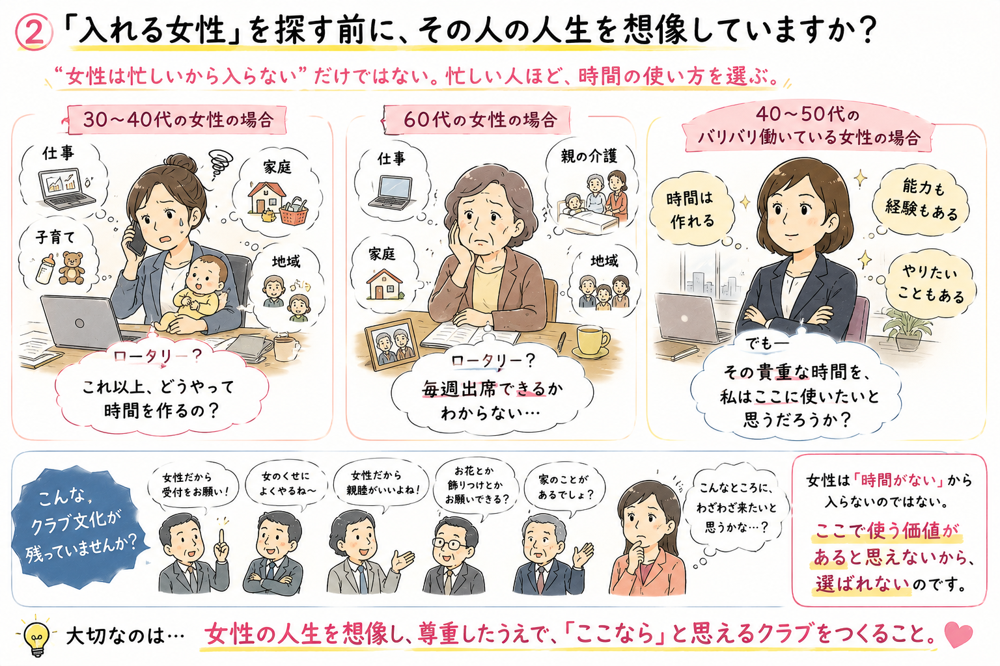 ② 「入れる女性」を探す前に、その人の人生を想像していますか？
“女性は忙しいから入らない” だけではない。忙しい人ほど、時間の使い方を選ぶ。
30～40代の女性の場合
仕事
家庭
子育て
地域
ロータリー？
これ以上、どうやって
時間を作るの？
60代の女性の場合
仕事
親の介護
家庭
地域
ロータリー？
毎週出席できるか
わからない…
40～50代の
バリバリ働いている女性の場合
時間は
作れる
能力も
経験もある
やりたい
こともある
でも―
その貴重な時間を、
私はここに使いたいと
思うだろうか？
こんな、
クラブ文化が
残っていませんか？
女性だから
受付をお願い！
女のくせに
よくやるね～
女性だから
親睦がいいよね！
お花とか
飾りつけとか
お願いできる？
家のことが
あるでしょ？
こんなところに、
わざわざ来たいと
思うかな…？
女性は「時間がない」から
入らないのではない。
ここで使う価値が
あると思えないから、
選ばれないのです。
大切なのは… 女性の人生を想像し、尊重したうえで、「ここなら」と思えるクラブをつくること。